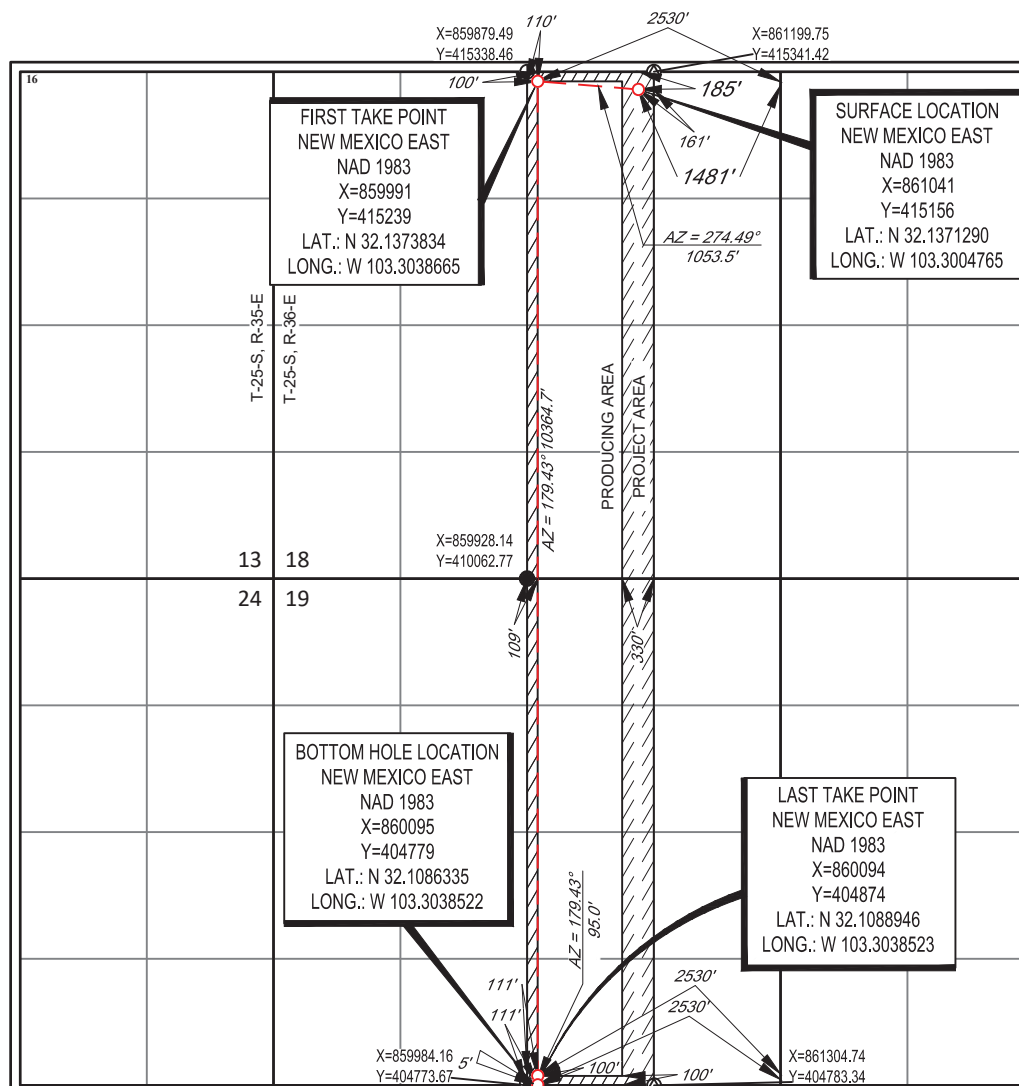 X=859879.49
Y=415338.46
110'
2530'
X=861199.75
Y=415341.42
16
100'
185'
161'
1481'
FIRST TAKE POINT
NEW MEXICO EAST
NAD 1983
X=859991
Y=415239
LAT.: N 32.1373834
LONG.: W 103.3038665
SURFACE LOCATION
NEW MEXICO EAST
NAD 1983
X=861041
Y=415156
LAT.: N 32.1371290
LONG.: W 103.3004765
AZ = 274.49°
1053.5'
T-25-S, R-35-E
T-25-S, R-36-E
AZ = 179.43° 10364.7'
PRODUCING AREA
PROJECT AREA
X=859928.14
Y=410062.77
13 18
24 19
109'
330'
BOTTOM HOLE LOCATION
NEW MEXICO EAST
NAD 1983
X=860095
Y=404779
LAT.: N 32.1086335
LONG.: W 103.3038522
LAST TAKE POINT
NEW MEXICO EAST
NAD 1983
X=860094
Y=404874
LAT.: N 32.1088946
LONG.: W 103.3038523
AZ = 179.43°
95.0'
111'
111'
2530'
2530'
X=859984.16
Y=404773.67
5'
100'
100'
X=861304.74
Y=404783.34